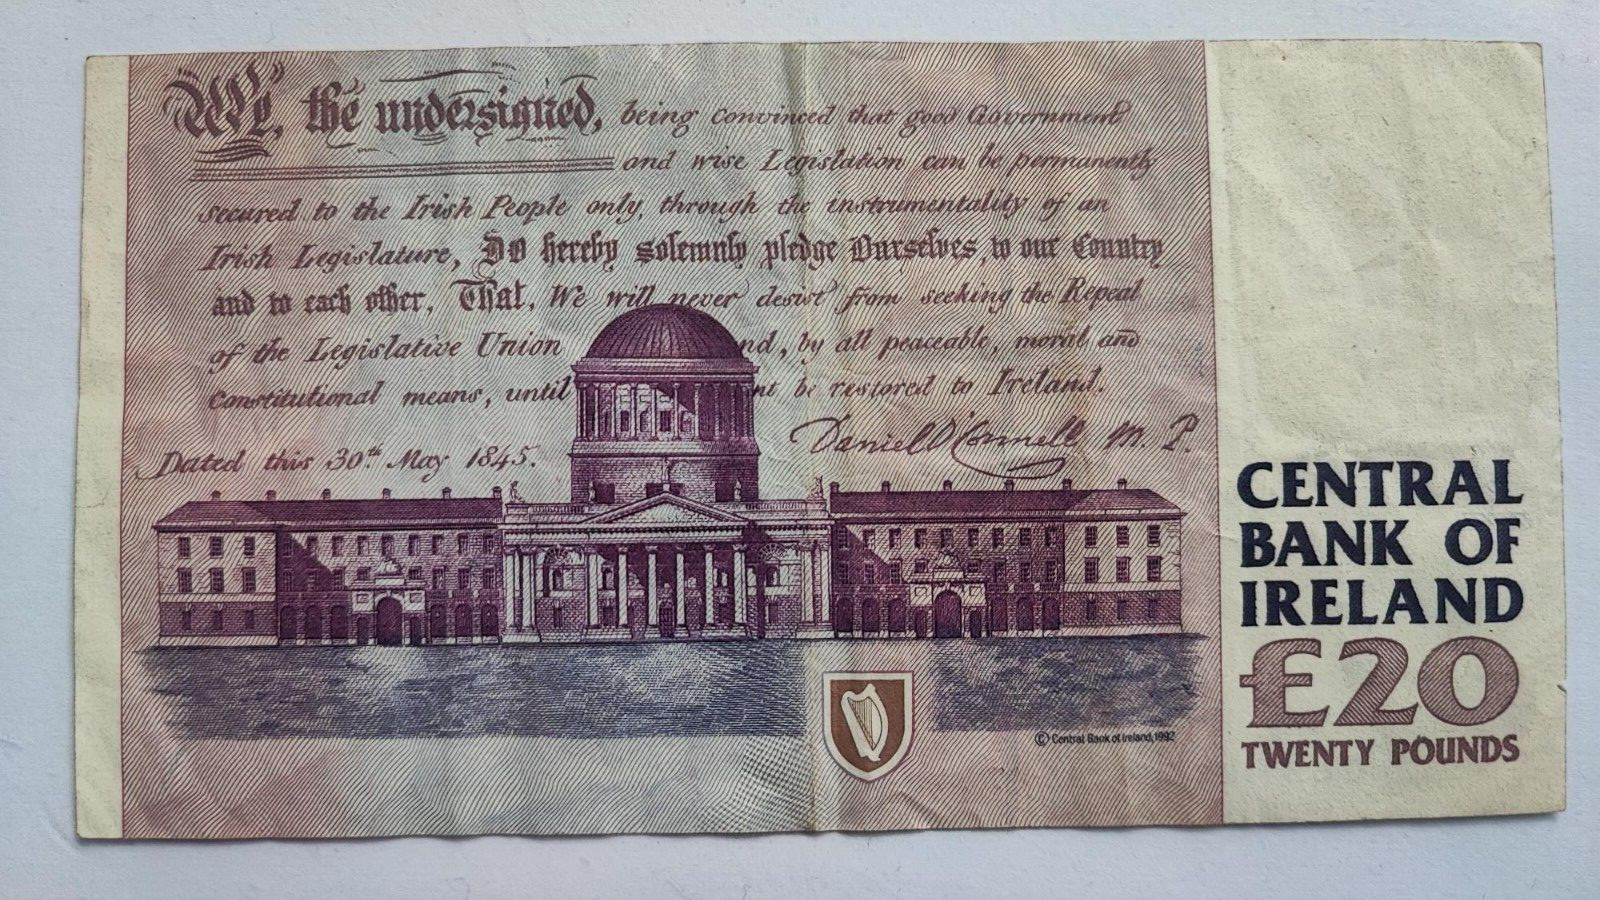 We, the undersigned, being convinced that good Government
and wise Legislation can be permanently
secured to the Irish People only, through the instrumentality of an
Irish Legislature, Do hereby solemnly pledge Ourselves, to our Country
and to each other, That, We will never desist from seeking the Repeal
of the Legislative Union nd, by all peaceable, moral and
Constitutional means, until nt be restored to Ireland.
Dated this 30th May 1845. Daniel O'Connell M. P.
CENTRAL
BANK OF
IRELAND
£20
TWENTY POUNDS
© Central Bank of Ireland, 1992